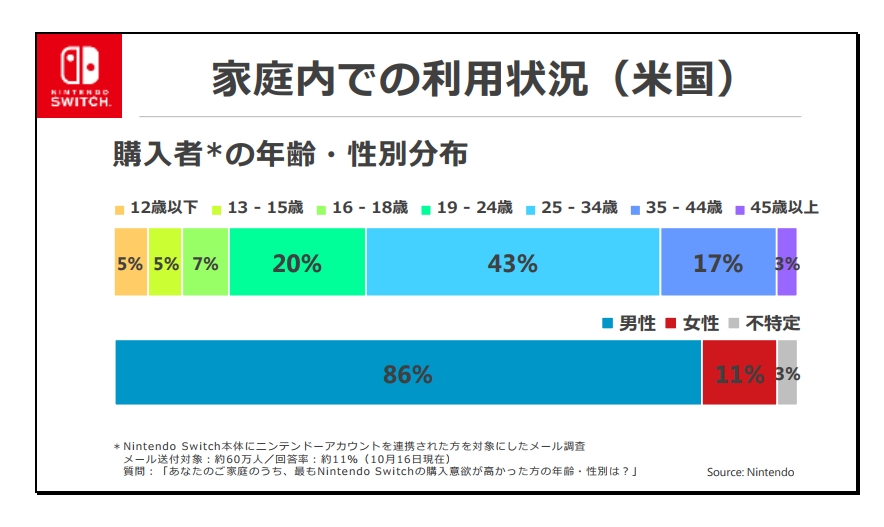 NINTENDO
SWITCH.
家庭内での利用状況（米国）
購入者*の年齢・性別分布
12歳以下 13 - 15歳 16 - 18歳 19 - 24歳 25 - 34歳 35 - 44歳 45歳以上
5% 5% 7% 20% 43% 17% 3%
男性 女性 不特定
86% 11% 3%
* Nintendo Switch本体にニンテンドーアカウントを連携された方を対象にしたメール調査
メール送付対象：約60万人／回答率：約11%（10月16日現在）
質問：「あなたのご家庭のうち、最もNintendo Switchの購入意欲が高かった方の年齢・性別は？」
Source: Nintendo